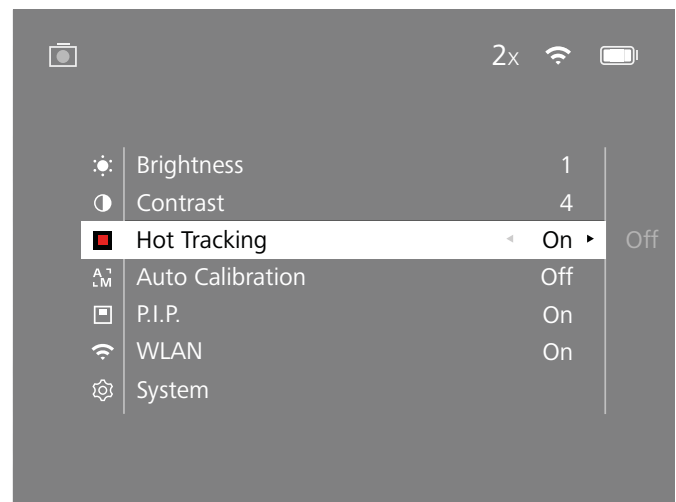 2x
Brightness 1
Contrast 4
Hot Tracking On Off
A M Auto Calibration Off
P.I.P. On
WLAN On
System